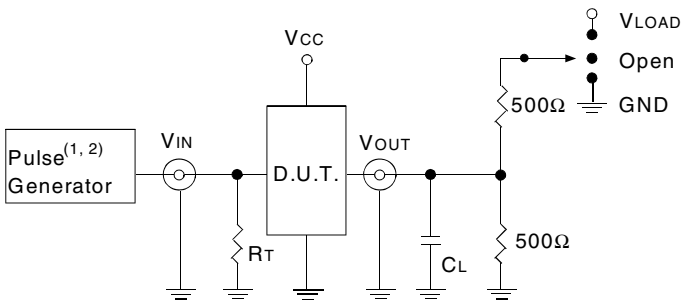 VLOAD
VCC
Open
500Ω
GND
VIN
VOUT
Pulse(1, 2)
Generator
D.U.T.
RT
CL
500Ω